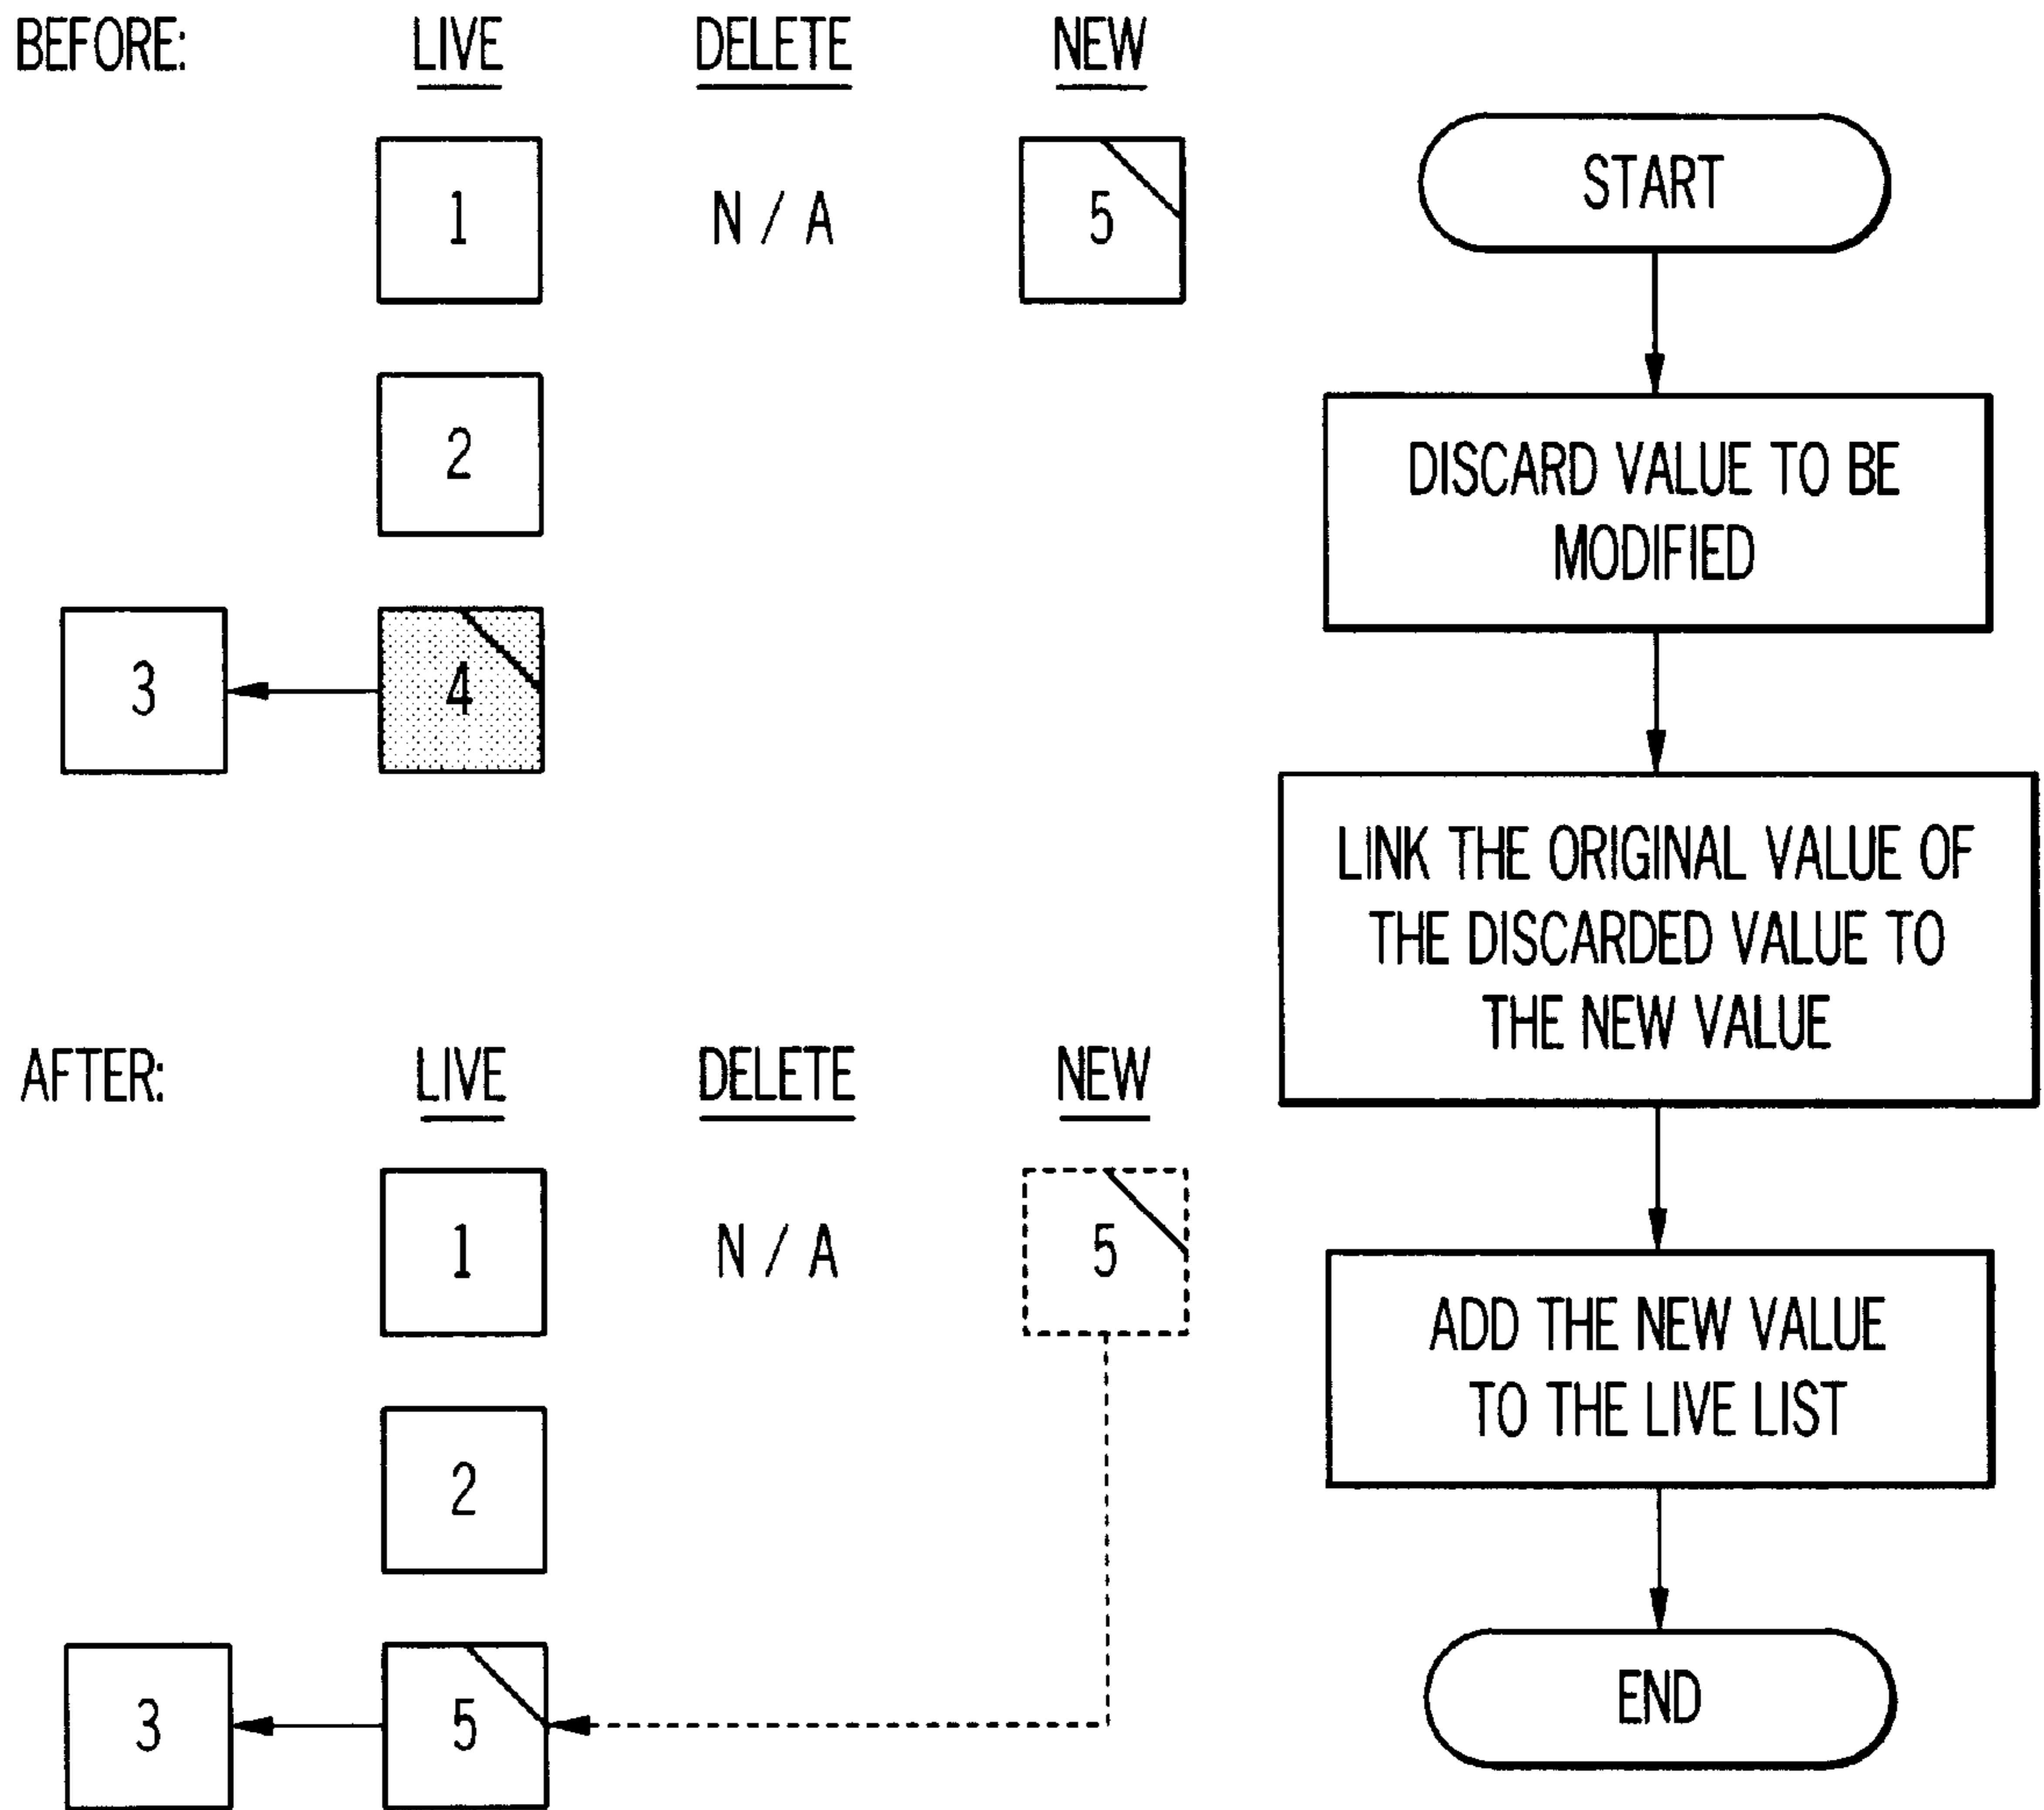 BEFORE: LIVE DELETE NEW
1 N / A 5
2
3 4
AFTER: LIVE DELETE NEW
1 N / A 5
2
3 5
START
DISCARD VALUE TO BE
MODIFIED
LINK THE ORIGINAL VALUE OF
THE DISCARDED VALUE TO
THE NEW VALUE
ADD THE NEW VALUE
TO THE LIVE LIST
END